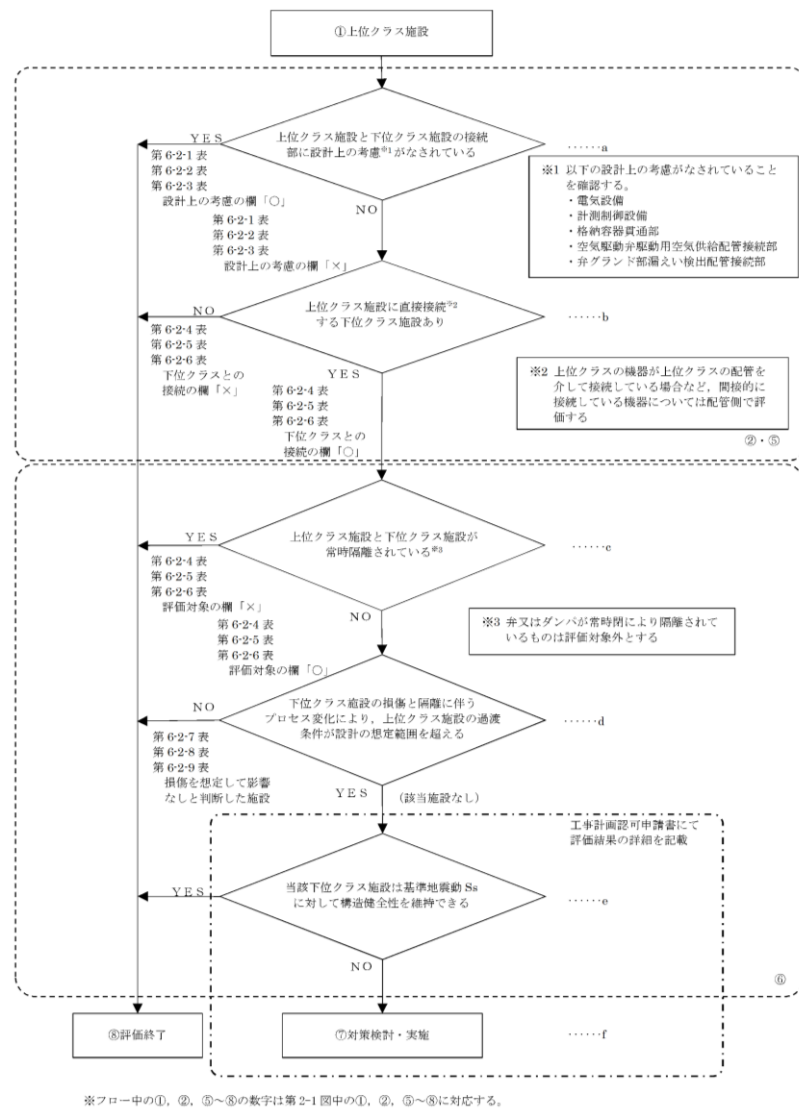 ①上位クラス施設
上位クラス施設と下位クラス施設の接続
部に設計上の考慮※1がなされている
……a
YES
第 6-2-1 表
第 6-2-2 表
第 6-2-3 表
設計上の考慮の欄「○」
NO
第 6-2-1 表
第 6-2-2 表
第 6-2-3 表
設計上の考慮の欄「×」
※1 以下の設計上の考慮がなされていること
を確認する。
・電気設備
・計測制御設備
・格納容器貫通部
・空気駆動弁駆動用空気供給配管接続部
・弁グランド部漏えい検出配管接続部
上位クラス施設に直接接続※2
する下位クラス施設あり
……b
NO
第 6-2-4 表
第 6-2-5 表
第 6-2-6 表
下位クラスとの
接続の欄「×」
YES
第 6-2-4 表
第 6-2-5 表
第 6-2-6 表
下位クラスとの
接続の欄「○」
※2 上位クラスの機器が上位クラスの配管を
介して接続している場合など，間接的に
接続している機器については配管側で評
価する
②・⑤
上位クラス施設と下位クラス施設が
常時隔離されている※3
……c
YES
第 6-2-4 表
第 6-2-5 表
第 6-2-6 表
評価対象の欄「×」
NO
第 6-2-4 表
第 6-2-5 表
第 6-2-6 表
評価対象の欄「○」
※3 弁又はダンパが常時閉により隔離されて
いるものは評価対象外とする
下位クラス施設の損傷と隔離に伴う
プロセス変化により，上位クラス施設の過渡
条件が設計の想定範囲を超える
……d
NO
第 6-2-7 表
第 6-2-8 表
第 6-2-9 表
損傷を想定して影響
なしと判断した施設
YES
（該当施設なし）
工事計画認可申請書にて
評価結果の詳細を記載
当該下位クラス施設は基準地震動 Ss
に対して構造健全性を維持できる
……e
YES
NO
⑥
⑧評価終了
⑦対策検討・実施
……f
※フロー中の①，②，⑤～⑧の数字は第 2-1 図中の①，②，⑤～⑧に対応する。